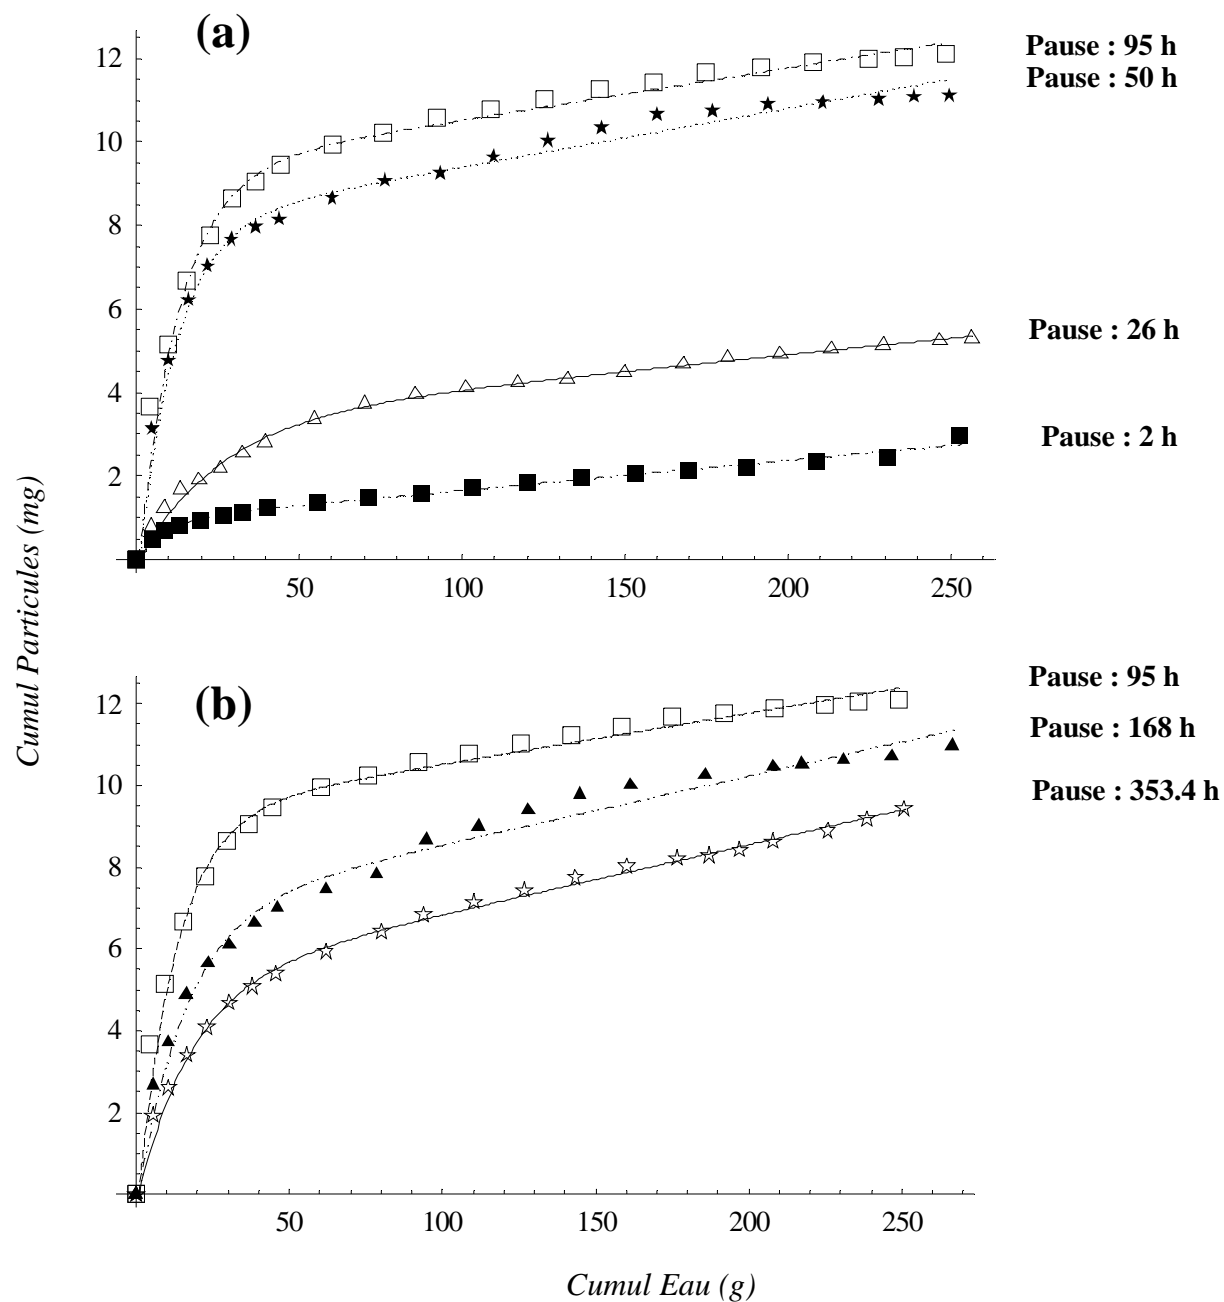 (a)
Pause : 95 h
Pause : 50 h
Pause : 26 h
Pause : 2 h
12
10
8
6
4
2
50 100 150 200 250
Cumul Particules (mg)
(b)
Pause : 95 h
Pause : 168 h
Pause : 353.4 h
12
10
8
6
4
2
50 100 150 200 250
Cumul Eau (g)